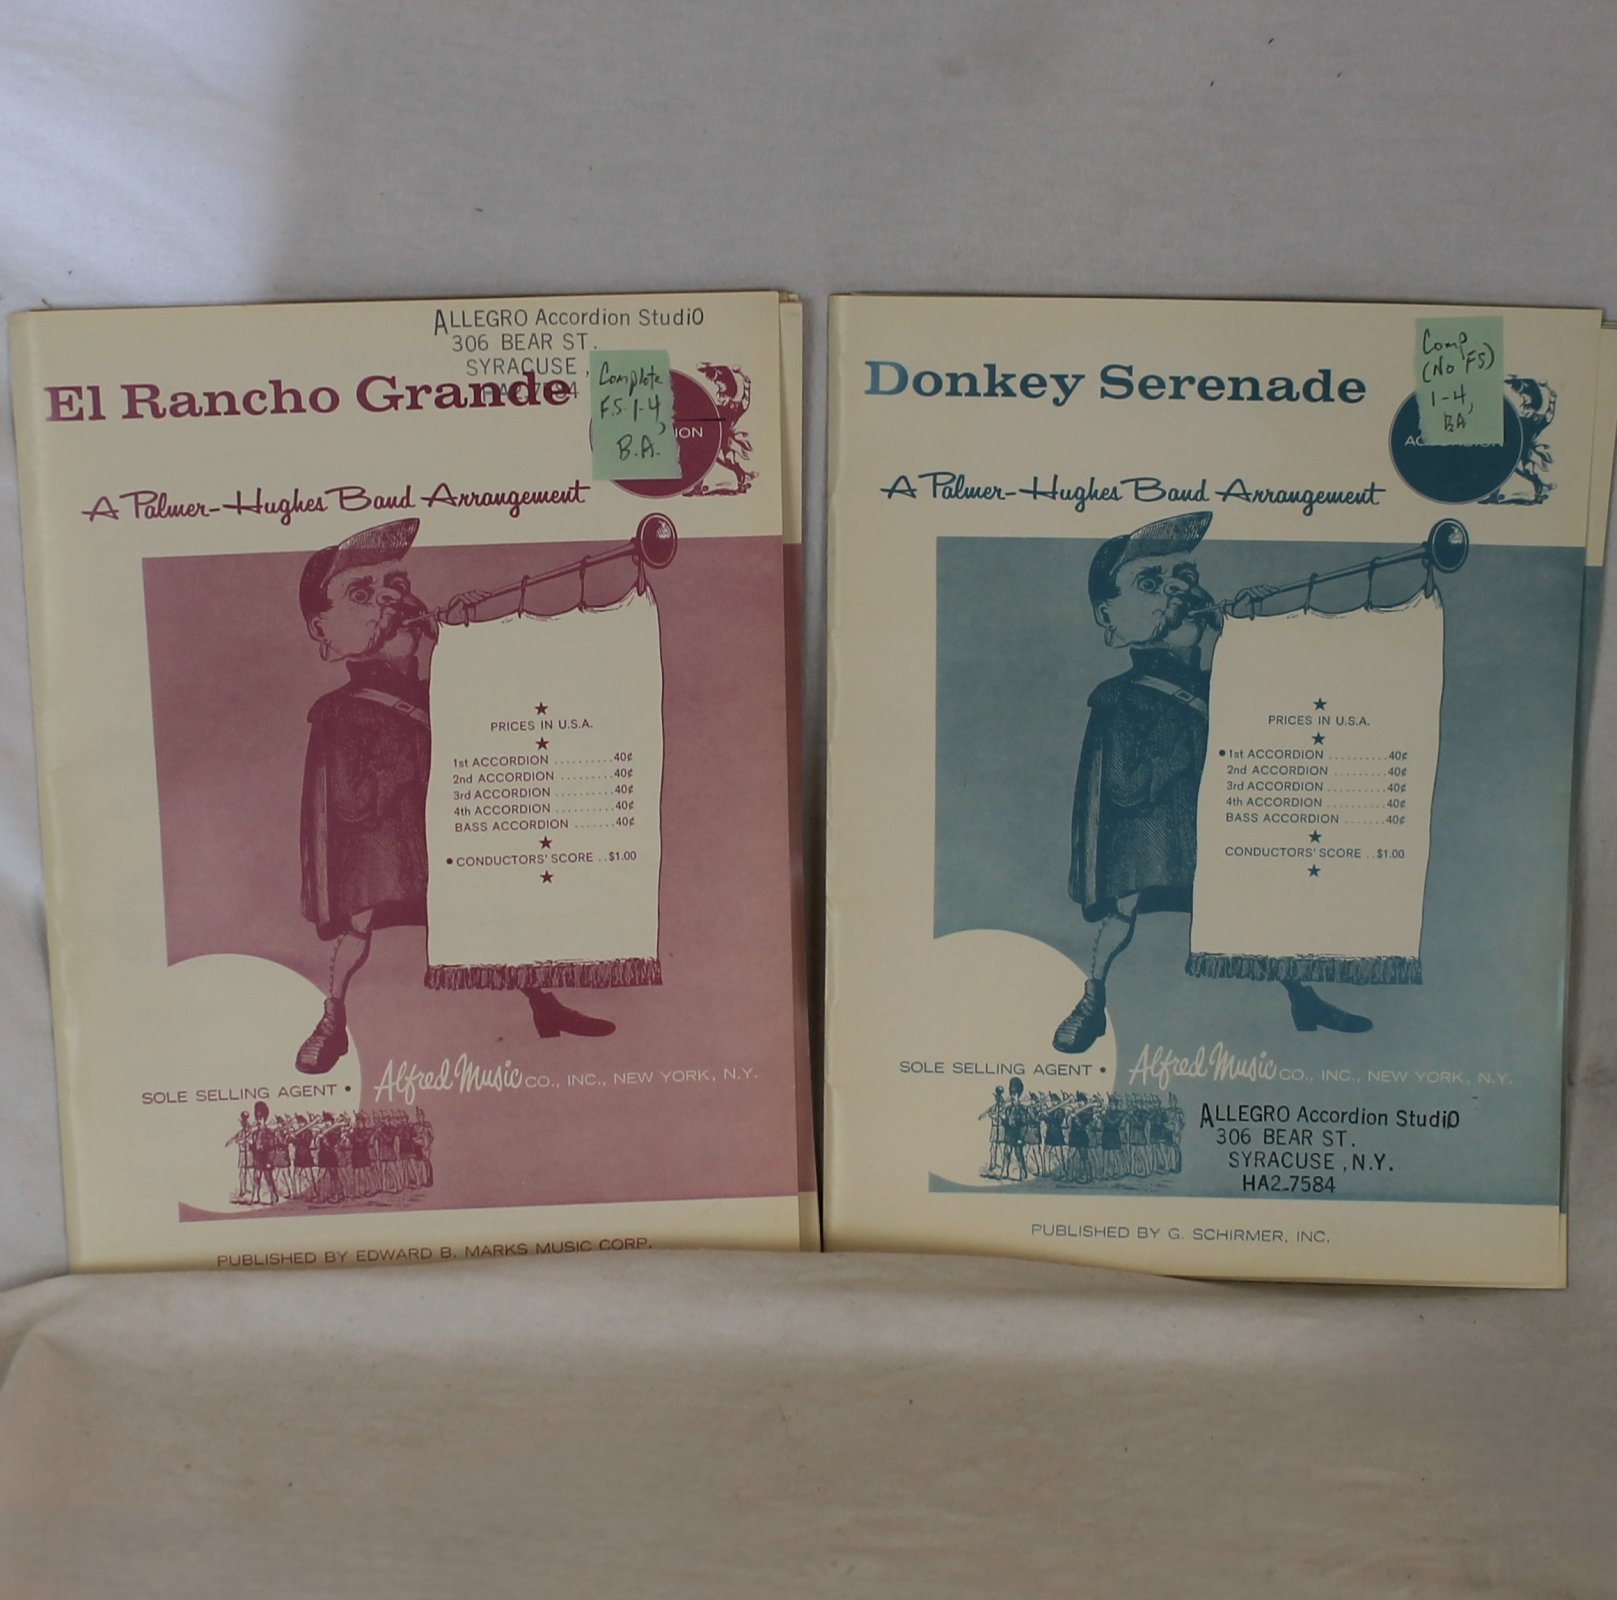 ALLEGRO Accordion Studio
306 BEAR ST.
SYRACUSE,
El Rancho Grande
Complete
F.S. 1-4,
B.A.
A Palmer-Hughes Band Arrangement
PRICES IN U.S.A.
1st ACCORDION ..........40¢
2nd ACCORDION .........40¢
3rd ACCORDION ..........40¢
4th ACCORDION ..........40¢
BASS ACCORDION .......40¢
• CONDUCTORS' SCORE ..$1.00
SOLE SELLING AGENT • Alfred Music CO., INC., NEW YORK, N.Y.
PUBLISHED BY EDWARD B. MARKS MUSIC CORP.
Donkey Serenade
Comp
(No FS)
1-4,
BA
A Palmer-Hughes Band Arrangement
PRICES IN U.S.A.
• 1st ACCORDION ..........40¢
2nd ACCORDION .........40¢
3rd ACCORDION ..........40¢
4th ACCORDION ..........40¢
BASS ACCORDION .......40¢
CONDUCTORS' SCORE ..$1.00
SOLE SELLING AGENT • Alfred Music CO., INC., NEW YORK, N.Y.
ALLEGRO Accordion Studio
306 BEAR ST.
SYRACUSE, N.Y.
HA2-7584
PUBLISHED BY G. SCHIRMER, INC.